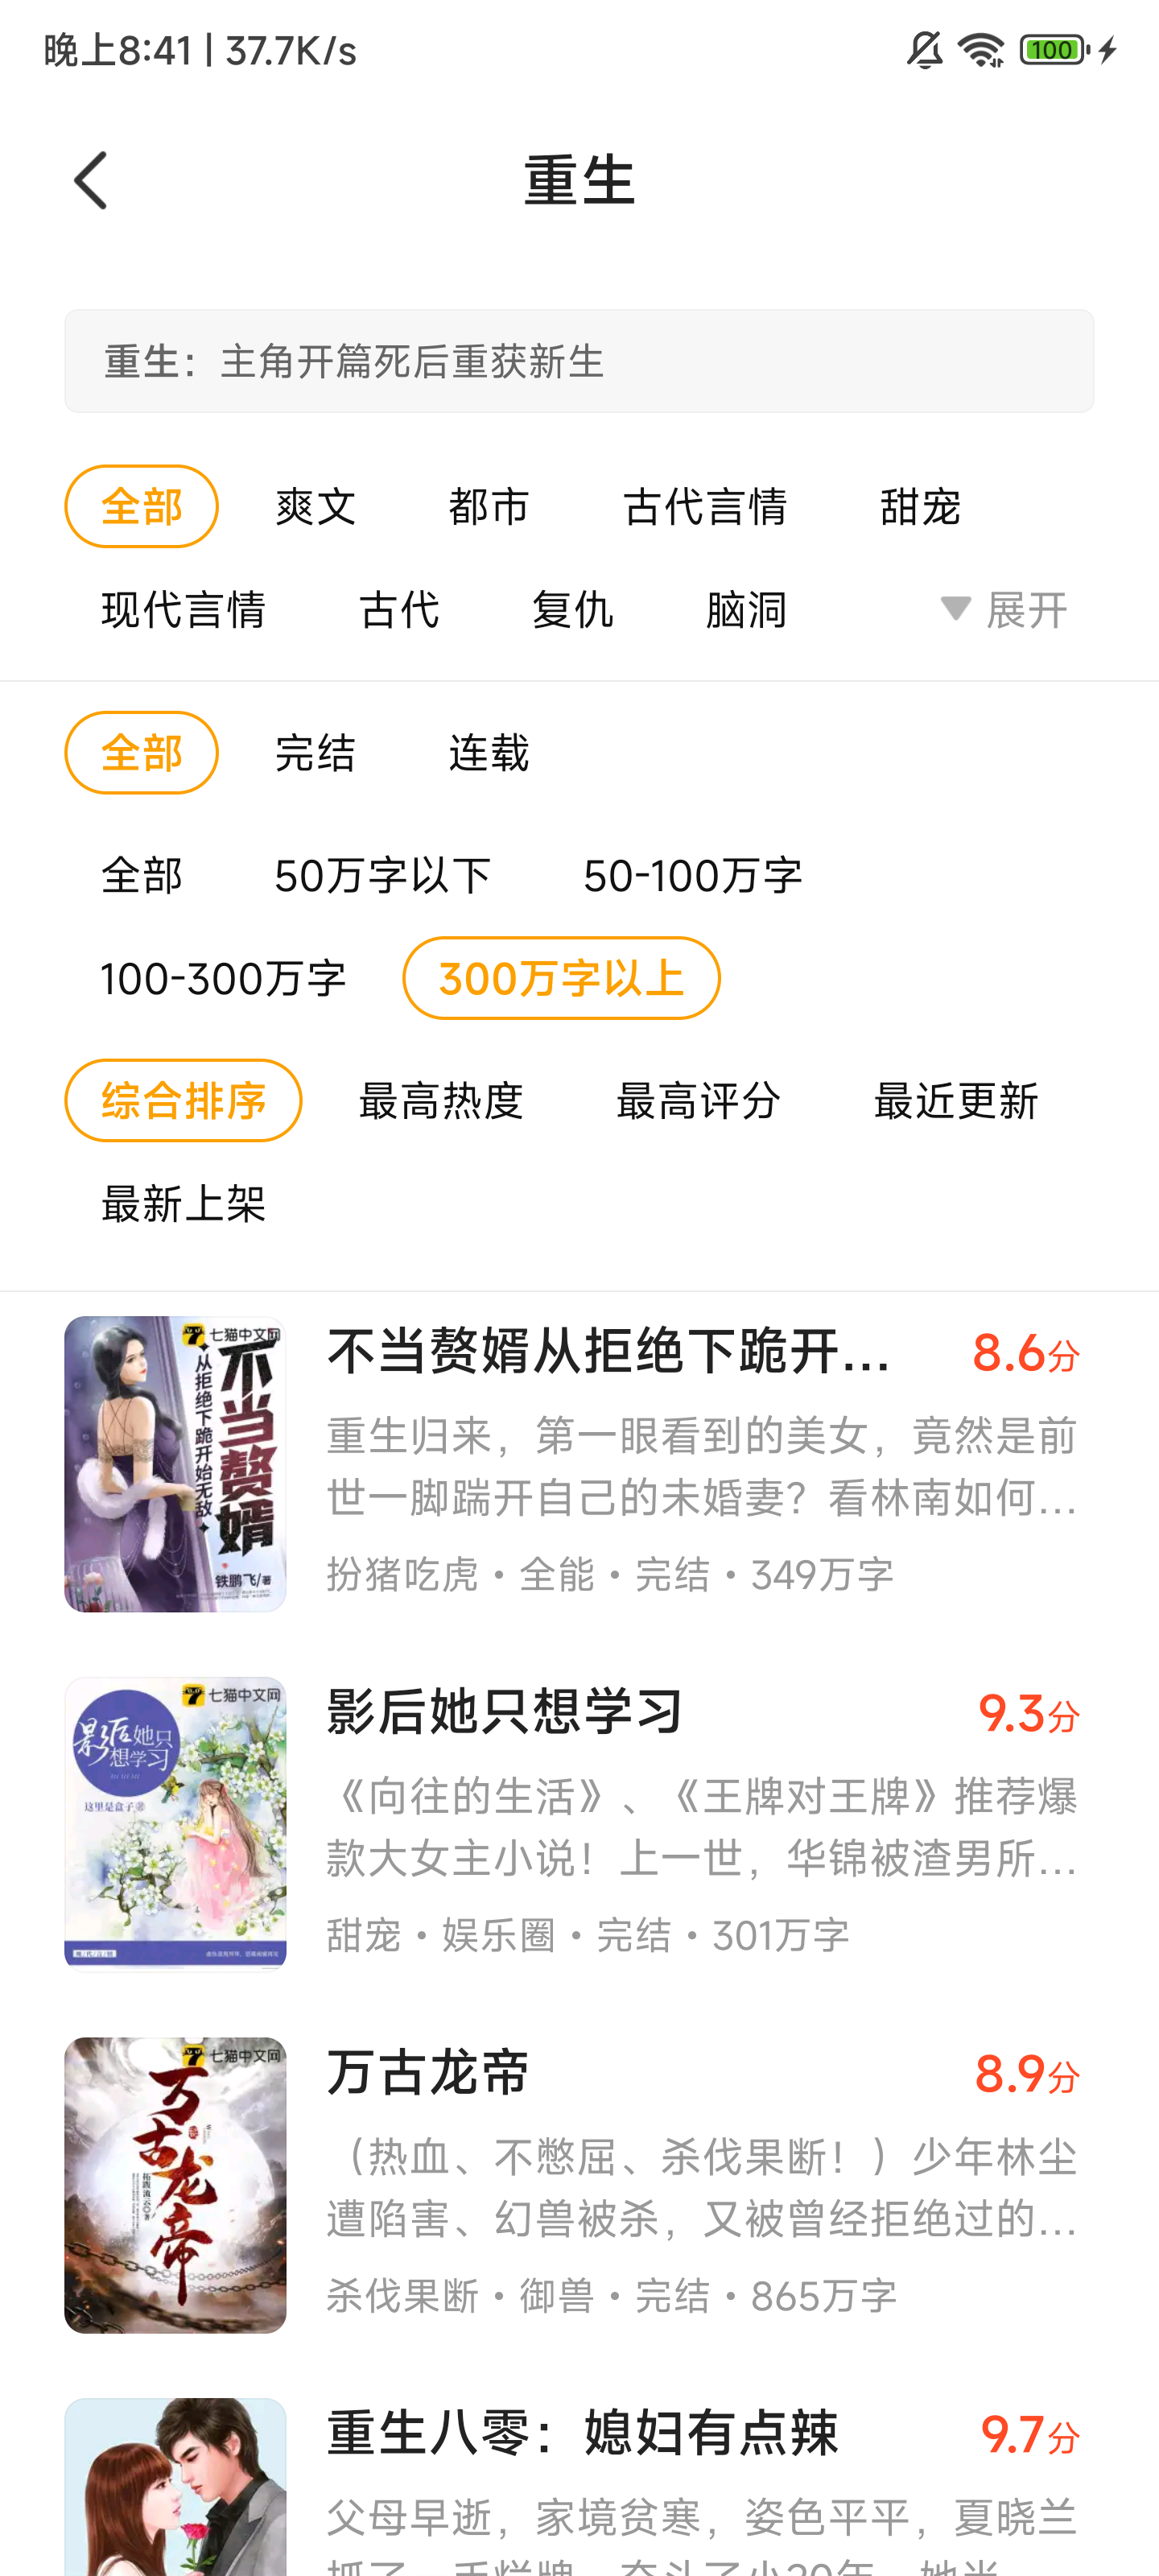 晚上8:41 | 37.7K/s
100
重生
重生：主角开篇死后重获新生
全部 爽文 都市 古代言情 甜宠
现代言情 古代 复仇 脑洞 展开
全部 完结 连载
全部 50万字以下 50-100万字
100-300万字 300万字以上
综合排序 最高热度 最高评分 最近更新
最新上架
七猫中文网
不当赘婿
从拒绝下跪开始无敌
铁鹏飞/著
不当赘婿从拒绝下跪开... 8.6分
重生归来，第一眼看到的美女，竟然是前
世一脚踹开自己的未婚妻？看林南如何...
扮猪吃虎·全能·完结·349万字
七猫中文网
影后她只
想学习
这里是盒子 著
影后她只想学习 9.3分
《向往的生活》、《王牌对王牌》推荐爆
款大女主小说！上一世，华锦被渣男所...
甜宠·娱乐圈·完结·301万字
七猫中文网
万古龙帝
万古龙帝 8.9分
（热血、不憋屈、杀伐果断！）少年林尘
遭陷害、幻兽被杀，又被曾经拒绝过的...
杀伐果断·御兽·完结·865万字
重生八零：媳妇有点辣 9.7分
父母早逝，家境贫寒，姿色平平，夏晓兰